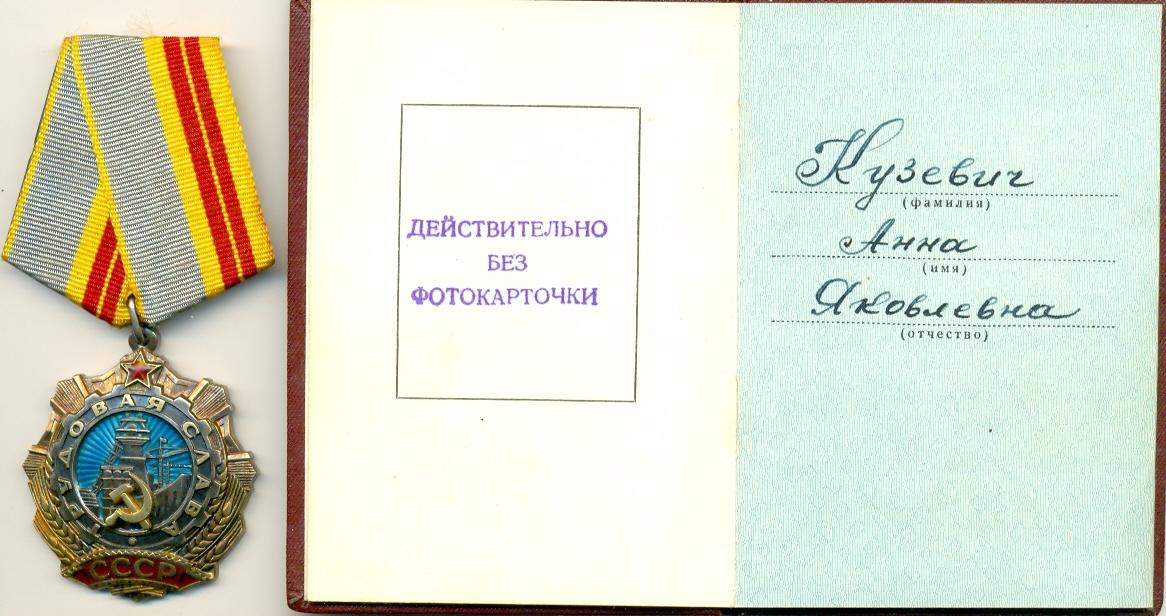 ТРУДОВАЯ СЛАВА
СССР
ДЕЙСТВИТЕЛЬНО
БЕЗ
ФОТОКАРТОЧКИ
Кузевич
(фамилия)
Анна
(имя)
Яковлевна
(отчество)